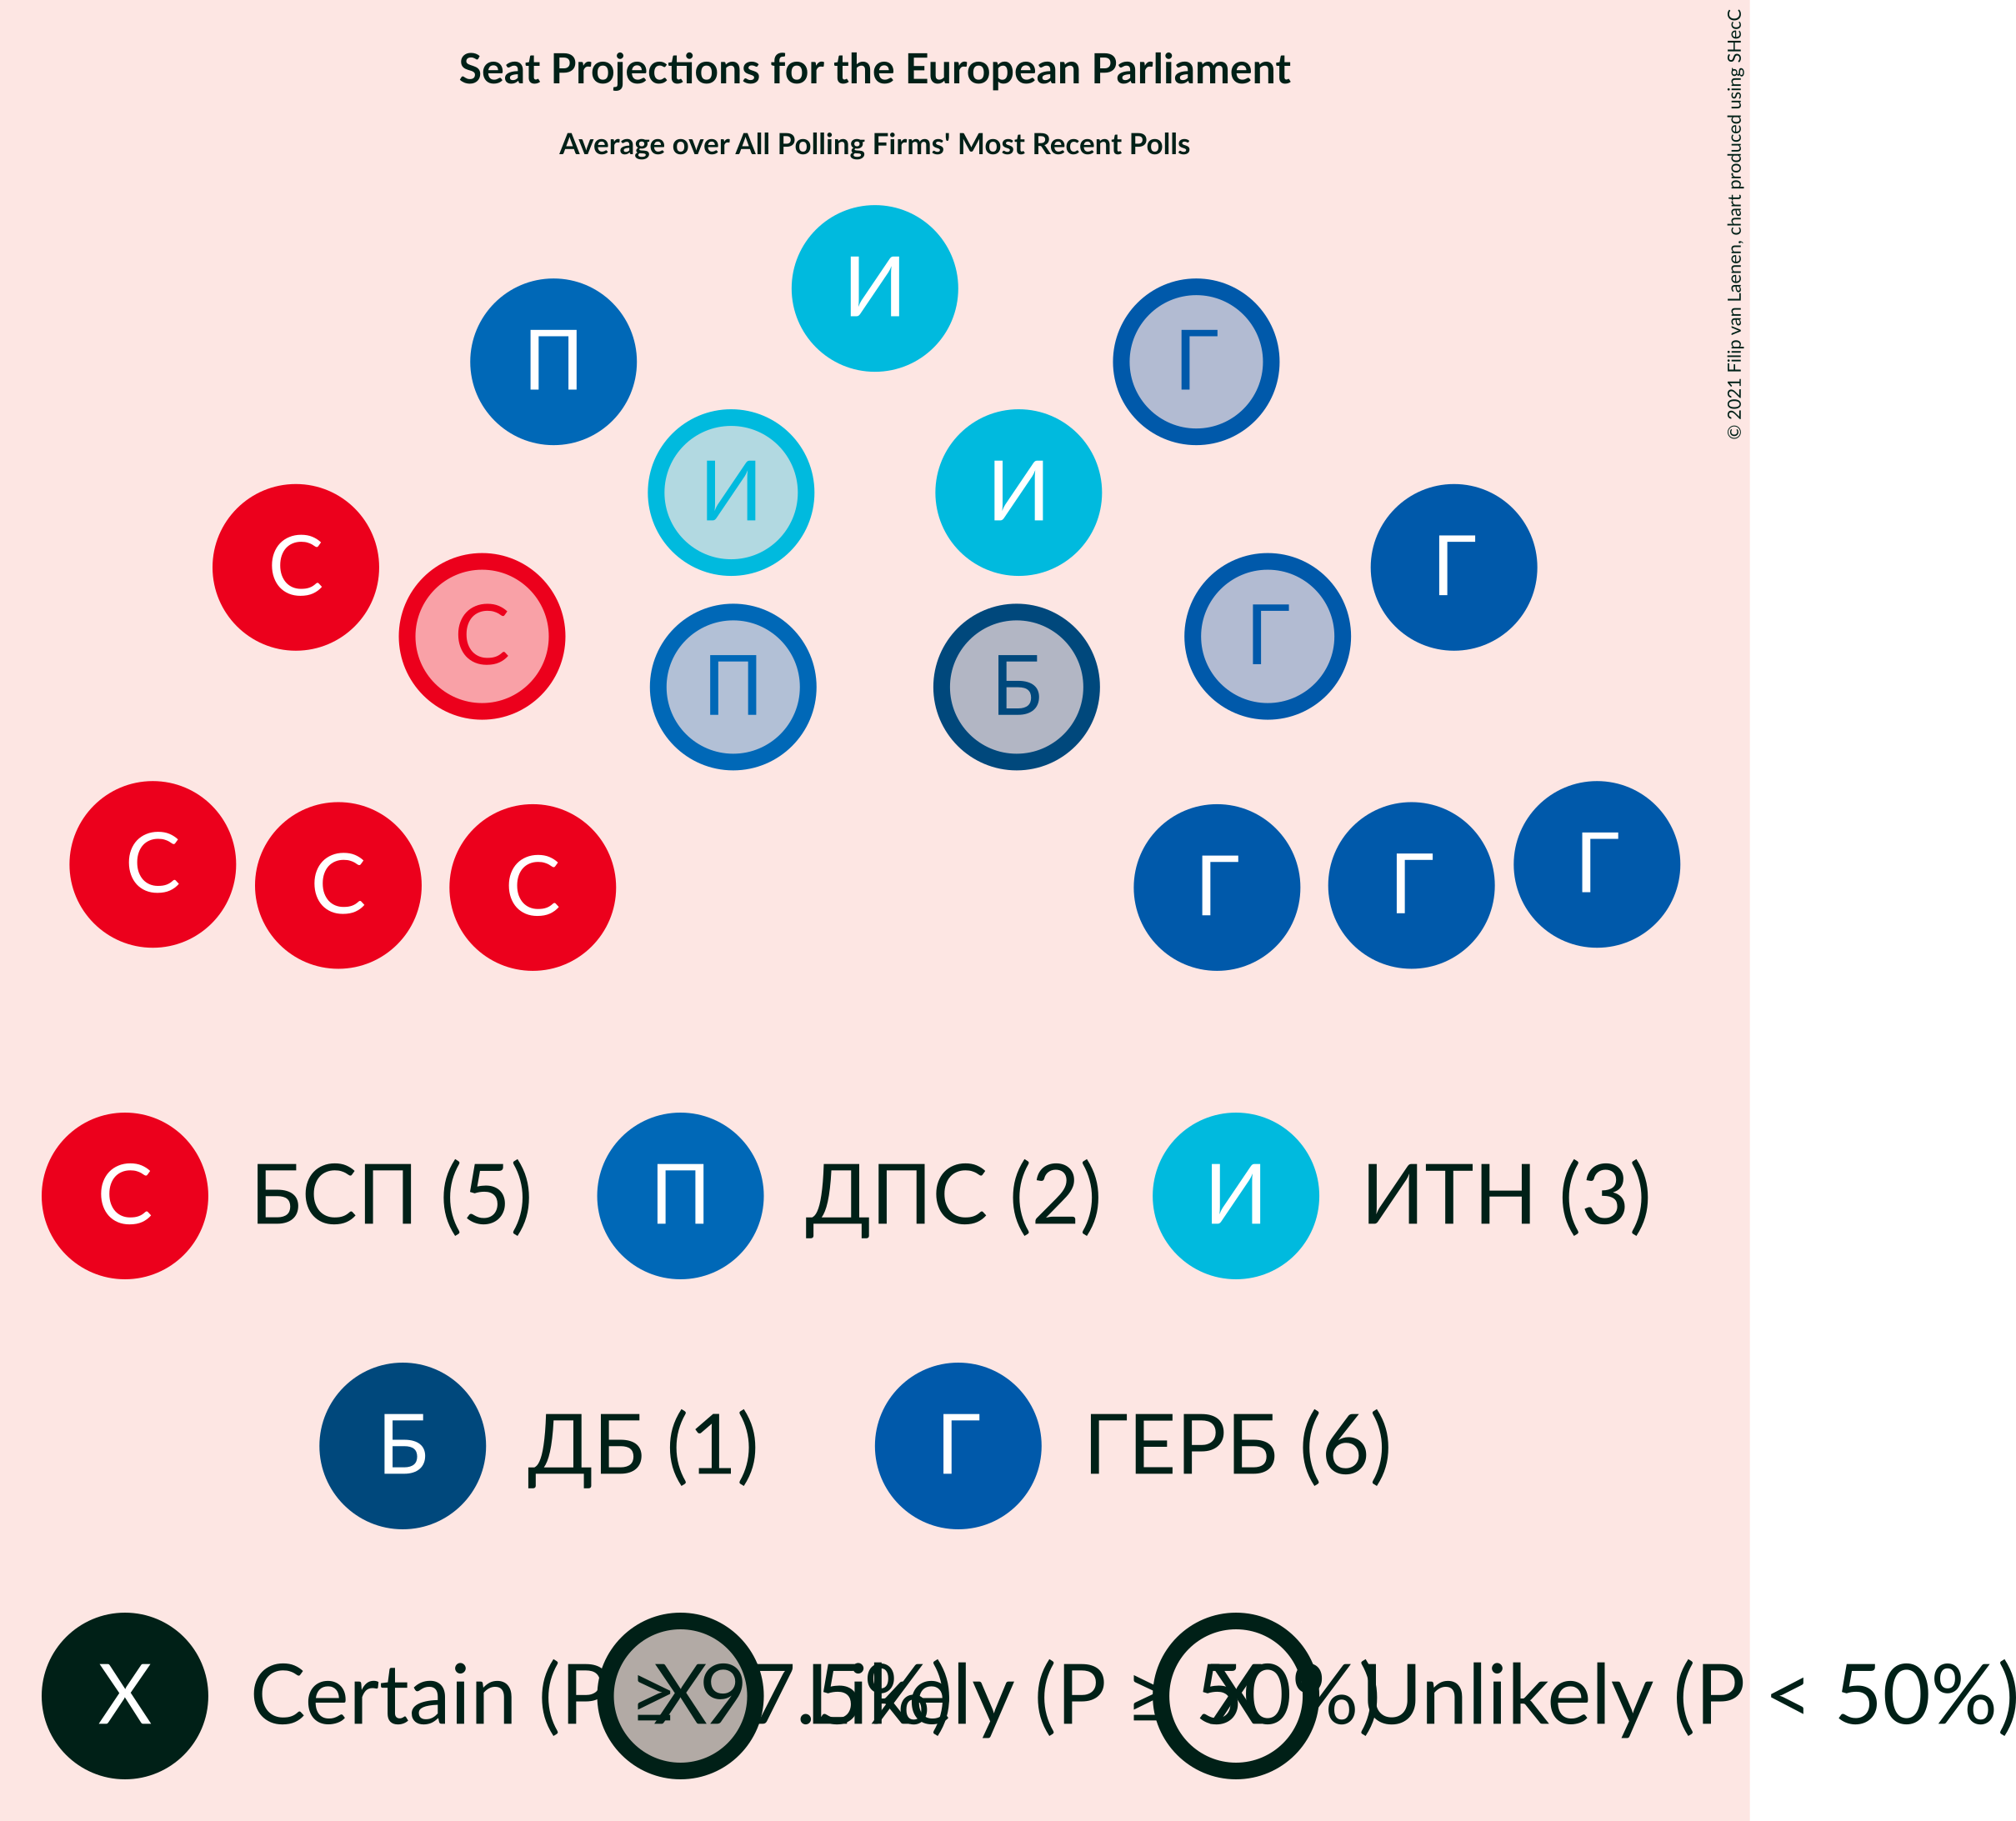 Seat Projections for the European Parliament
Average over All Polling Firms' Most Recent Polls
© 2021 Filip van Laenen, chart produced using SHecC
И
П
Г
И
И
С
Г
С
Г
П
Б
С
С
С
Г
Г
Г
С БСП (5) П ДПС (2) И ИТН (3)
Б ДБ (1) Г ГЕРБ (6)
X Certain (P ≥ 97.5%) X Likely (P ≥ 50%) X Unlikely (P < 50%)